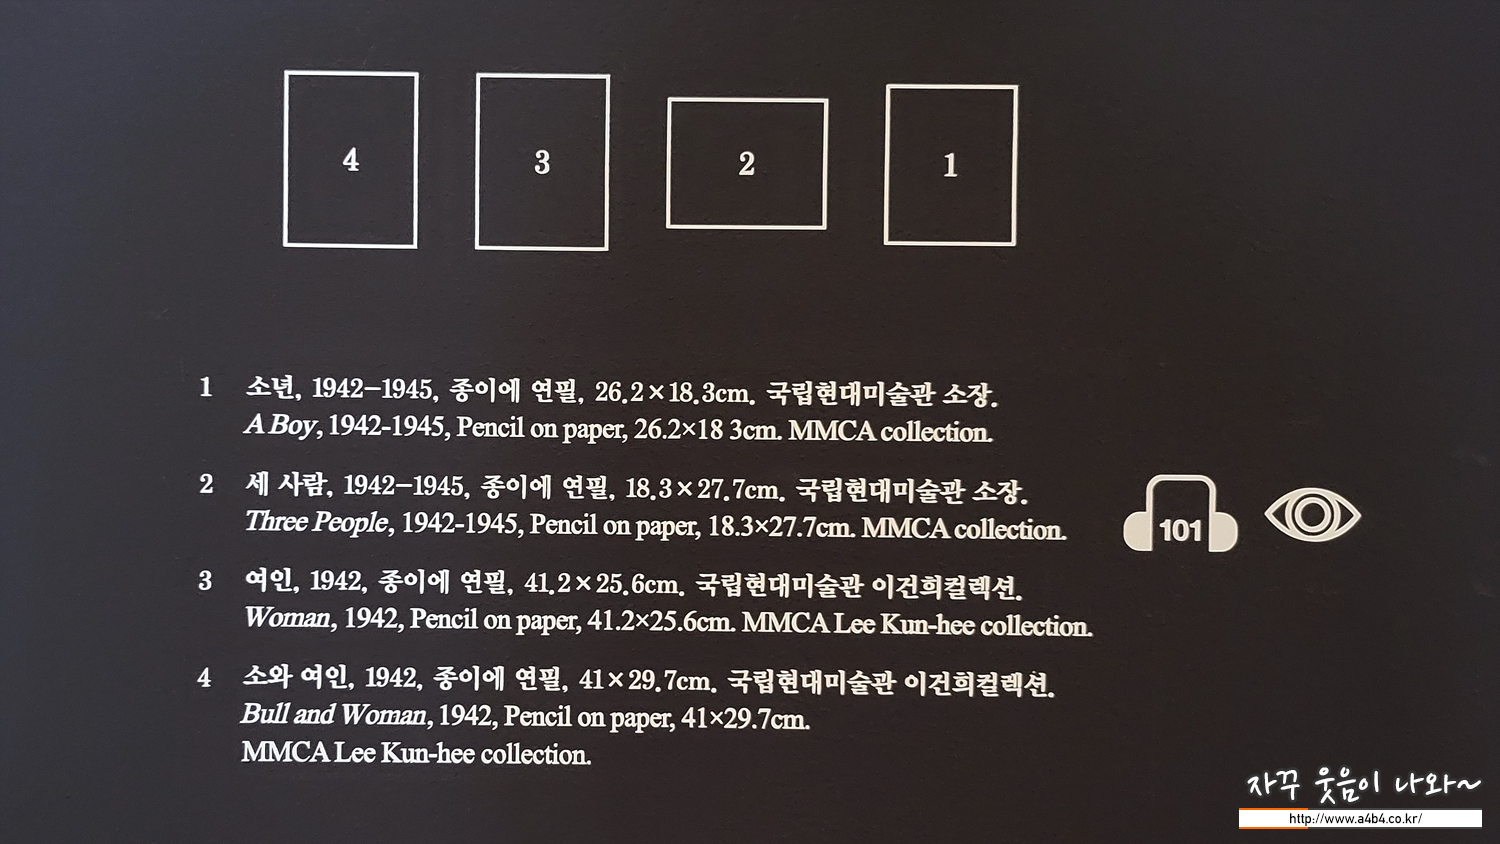 4 3 2 1
1 소년, 1942–1945, 종이에 연필, 26.2×18.3cm. 국립현대미술관 소장.
A Boy, 1942-1945, Pencil on paper, 26.2×18 3cm. MMCA collection.
2 세 사람, 1942–1945, 종이에 연필, 18.3×27.7cm. 국립현대미술관 소장.
Three People, 1942-1945, Pencil on paper, 18.3×27.7cm. MMCA collection.
101
3 여인, 1942, 종이에 연필, 41.2×25.6cm. 국립현대미술관 이건희컬렉션.
Woman, 1942, Pencil on paper, 41.2×25.6cm. MMCA Lee Kun-hee collection.
4 소와 여인, 1942, 종이에 연필, 41×29.7cm. 국립현대미술관 이건희컬렉션.
Bull and Woman, 1942, Pencil on paper, 41×29.7cm.
MMCA Lee Kun-hee collection.
자꾸 웃음이 나와~
http://www.a4b4.co.kr/